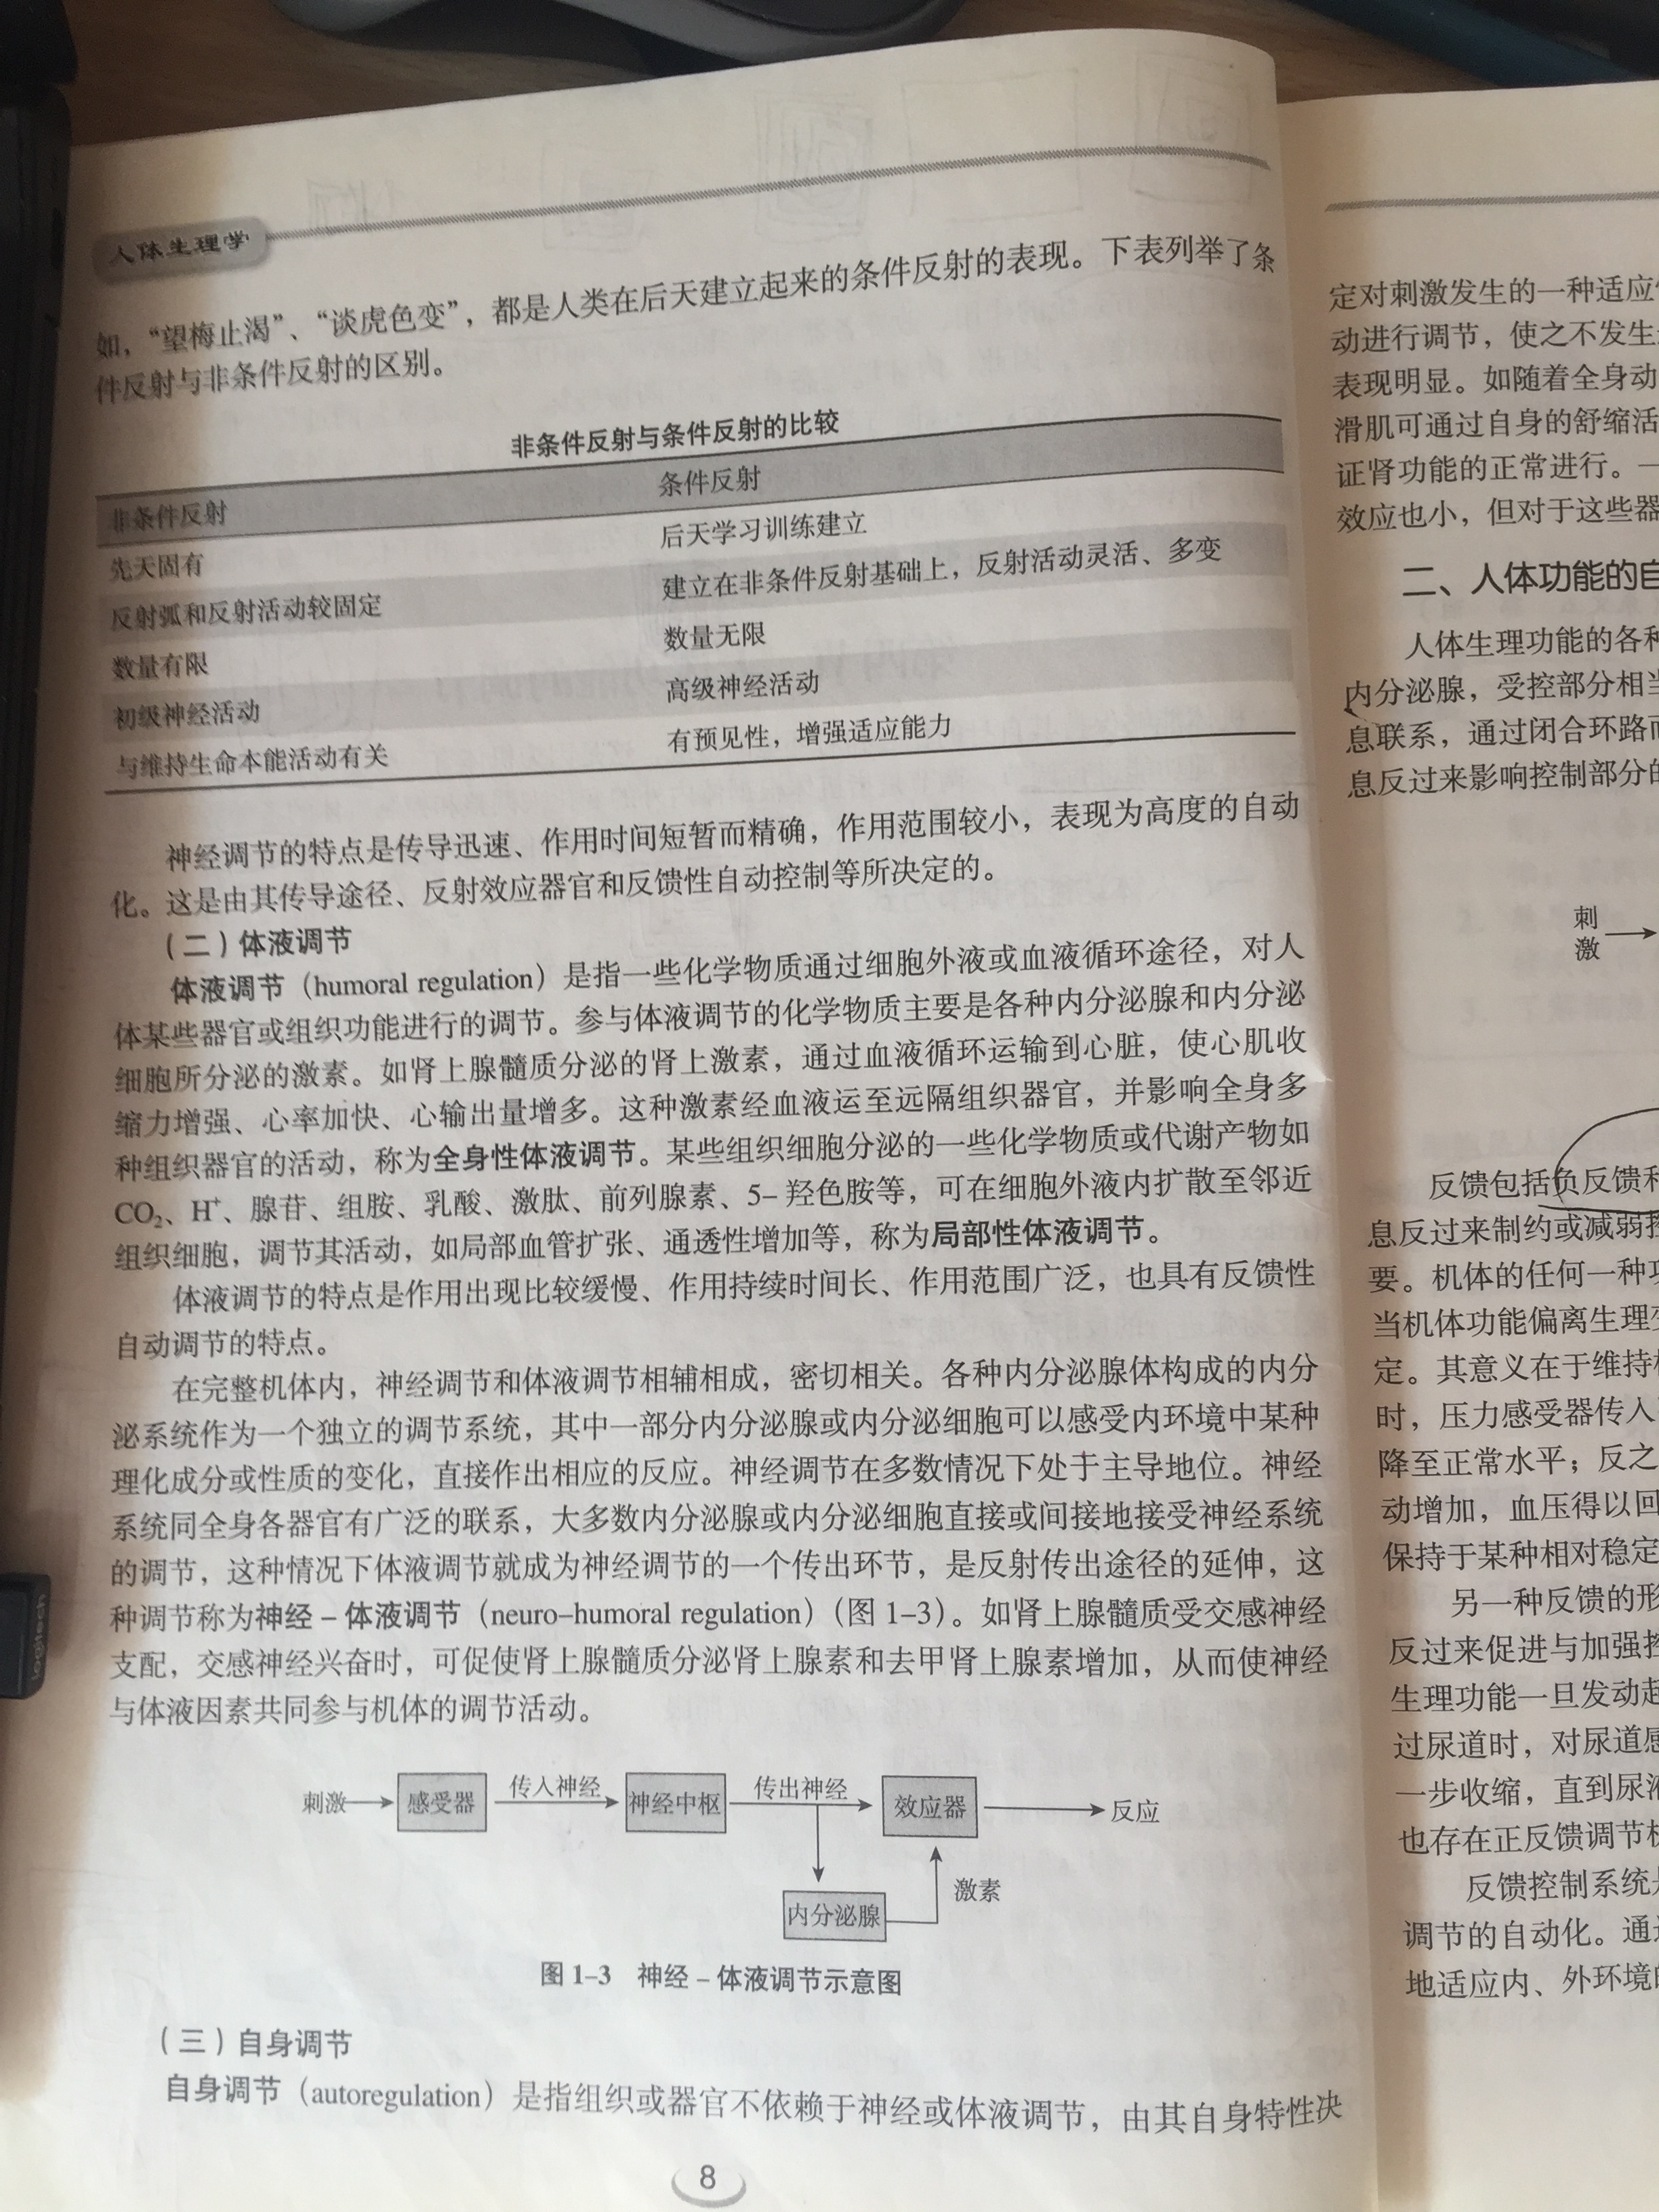 人体生理学
如，“望梅止渴”、“谈虎色变”，都是人类在后天建立起来的条件反射的表现。下表列举了条
件反射与非条件反射的区别。
非条件反射与条件反射的比较
非条件反射 条件反射
先天固有 后天学习训练建立
反射弧和反射活动较固定 建立在非条件反射基础上，反射活动灵活、多变
数量有限 数量无限
初级神经活动 高级神经活动
与维持生命本能活动有关 有预见性，增强适应能力
神经调节的特点是传导迅速、作用时间短暂而精确，作用范围较小，表现为高度的自动
化。这是由其传导途径、反射效应器官和反馈性自动控制等所决定的。
（二）体液调节
体液调节（humoral regulation）是指一些化学物质通过细胞外液或血液循环途径，对人
体某些器官或组织功能进行的调节。参与体液调节的化学物质主要是各种内分泌腺和内分泌
细胞所分泌的激素。如肾上腺髓质分泌的肾上激素，通过血液循环运输到心脏，使心肌收
缩力增强、心率加快、心输出量增多。这种激素经血液运至远隔组织器官，并影响全身多
种组织器官的活动，称为全身性体液调节。某些组织细胞分泌的一些化学物质或代谢产物如
CO₂、H⁺、腺苷、组胺、乳酸、激肽、前列腺素、5-羟色胺等，可在细胞外液内扩散至邻近
组织细胞，调节其活动，如局部血管扩张、通透性增加等，称为局部性体液调节。
体液调节的特点是作用出现比较缓慢、作用持续时间长、作用范围广泛，也具有反馈性
自动调节的特点。
在完整机体内，神经调节和体液调节相辅相成，密切相关。各种内分泌腺体构成的内分
泌系统作为一个独立的调节系统，其中一部分内分泌腺或内分泌细胞可以感受内环境中某种
理化成分或性质的变化，直接作出相应的反应。神经调节在多数情况下处于主导地位。神经
系统同全身各器官有广泛的联系，大多数内分泌腺或内分泌细胞直接或间接地接受神经系统
的调节，这种情况下体液调节就成为神经调节的一个传出环节，是反射传出途径的延伸，这
种调节称为神经-体液调节（neuro-humoral regulation）（图1-3）。如肾上腺髓质受交感神经
支配，交感神经兴奋时，可促使肾上腺髓质分泌肾上腺素和去甲肾上腺素增加，从而使神经
与体液因素共同参与机体的调节活动。
刺激 感受器 传入神经 神经中枢 传出神经 效应器 反应
内分泌腺 激素
图1-3 神经-体液调节示意图
（三）自身调节
自身调节（autoregulation）是指组织或器官不依赖于神经或体液调节，由其自身特性决
8
定对刺激发生的一种适应
动进行调节，使之不发生
表现明显。如随着全身动
滑肌可通过自身的舒缩活
证肾功能的正常进行。一
效应也小，但对于这些器
二、人体功能的自
人体生理功能的各种
内分泌腺，受控部分相当
息联系，通过闭合环路而
息反过来影响控制部分的
刺
激
反馈包括负反馈和
息反过来制约或减弱控
要。机体的任何一种功
当机体功能偏离生理变
定。其意义在于维持机
时，压力感受器传入
降至正常水平；反之
动增加，血压得以回
保持于某种相对稳定
另一种反馈的形
反过来促进与加强控
生理功能一旦发动起
过尿道时，对尿道感
一步收缩，直到尿液
也存在正反馈调节机
反馈控制系统
调节的自动化。通过
地适应内、外环境的
logitech